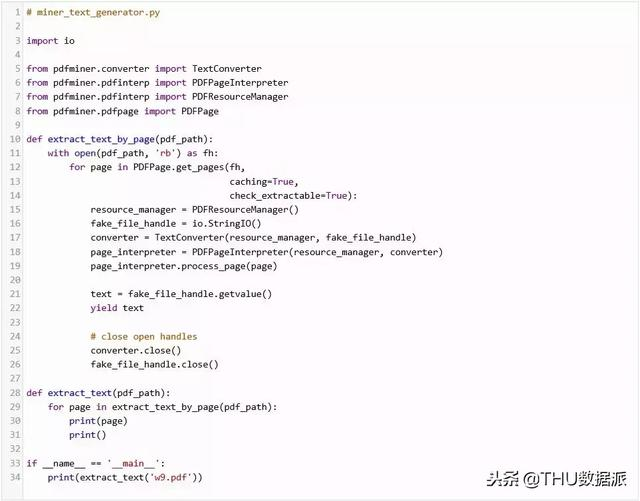 1 # miner_text_generator.py
2
3 import io
4
5 from pdfminer.converter import TextConverter
6 from pdfminer.pdfinterp import PDFPageInterpreter
7 from pdfminer.pdfinterp import PDFResourceManager
8 from pdfminer.pdfpage import PDFPage
9
10 def extract_text_by_page(pdf_path):
11     with open(pdf_path, 'rb') as fh:
12         for page in PDFPage.get_pages(fh,
13                                       caching=True,
14                                       check_extractable=True):
15             resource_manager = PDFResourceManager()
16             fake_file_handle = io.StringIO()
17             converter = TextConverter(resource_manager, fake_file_handle)
18             page_interpreter = PDFPageInterpreter(resource_manager, converter)
19             page_interpreter.process_page(page)
20
21             text = fake_file_handle.getvalue()
22             yield text
23
24             # close open handles
25             converter.close()
26             fake_file_handle.close()
27
28 def extract_text(pdf_path):
29     for page in extract_text_by_page(pdf_path):
30         print(page)
31         print()
32
33 if __name__ == '__main__':
34     print(extract_text('w9.pdf'))
头条 @THU数据派